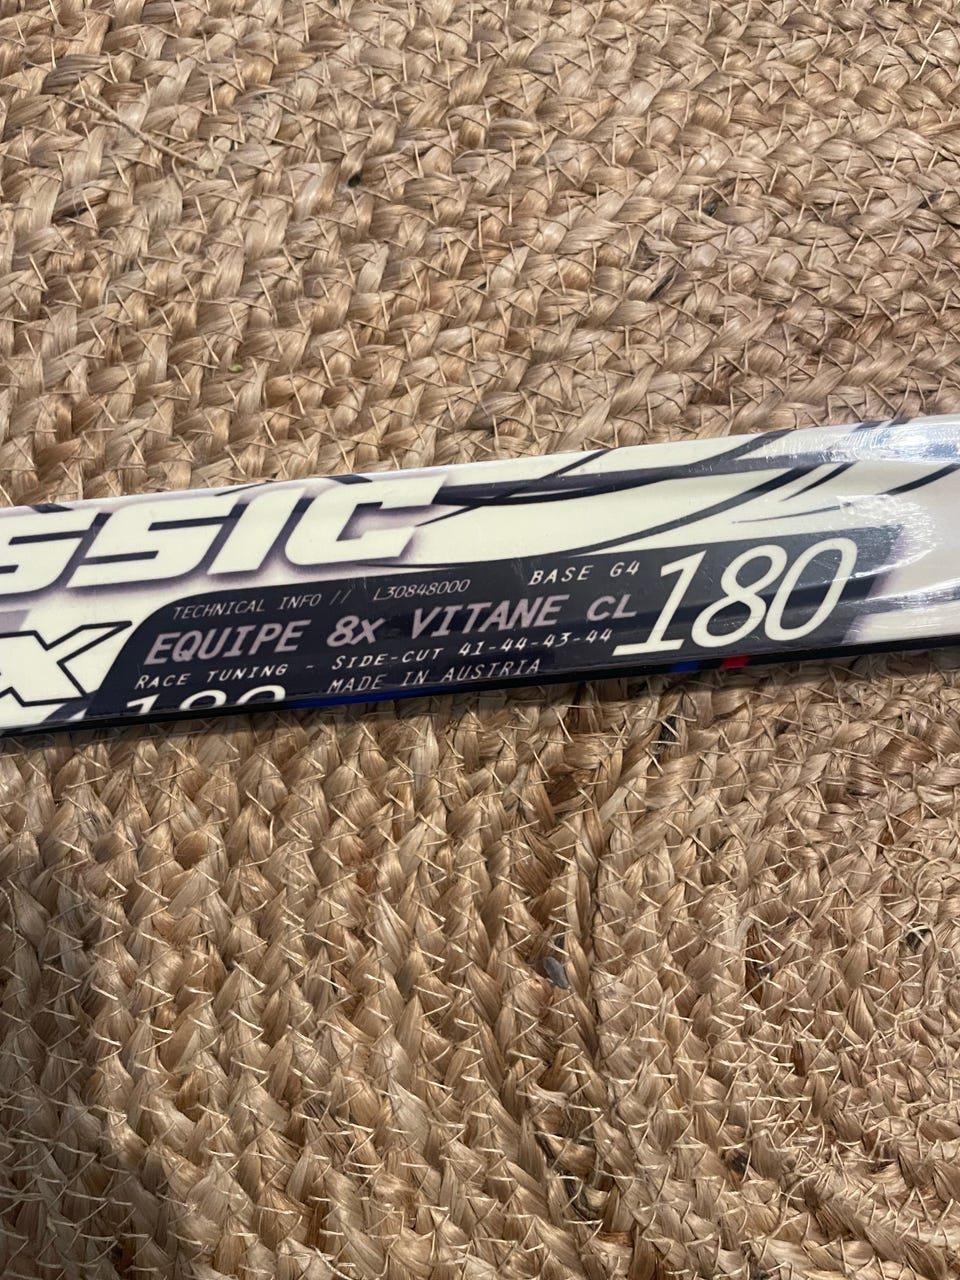 SSIC
X
TECHNICAL INFO // L30848000 BASE G4
EQUIPE 8X VITANE CL 180
RACE TUNING - SIDE-CUT 41-44-43-44
180 MADE IN AUSTRIA